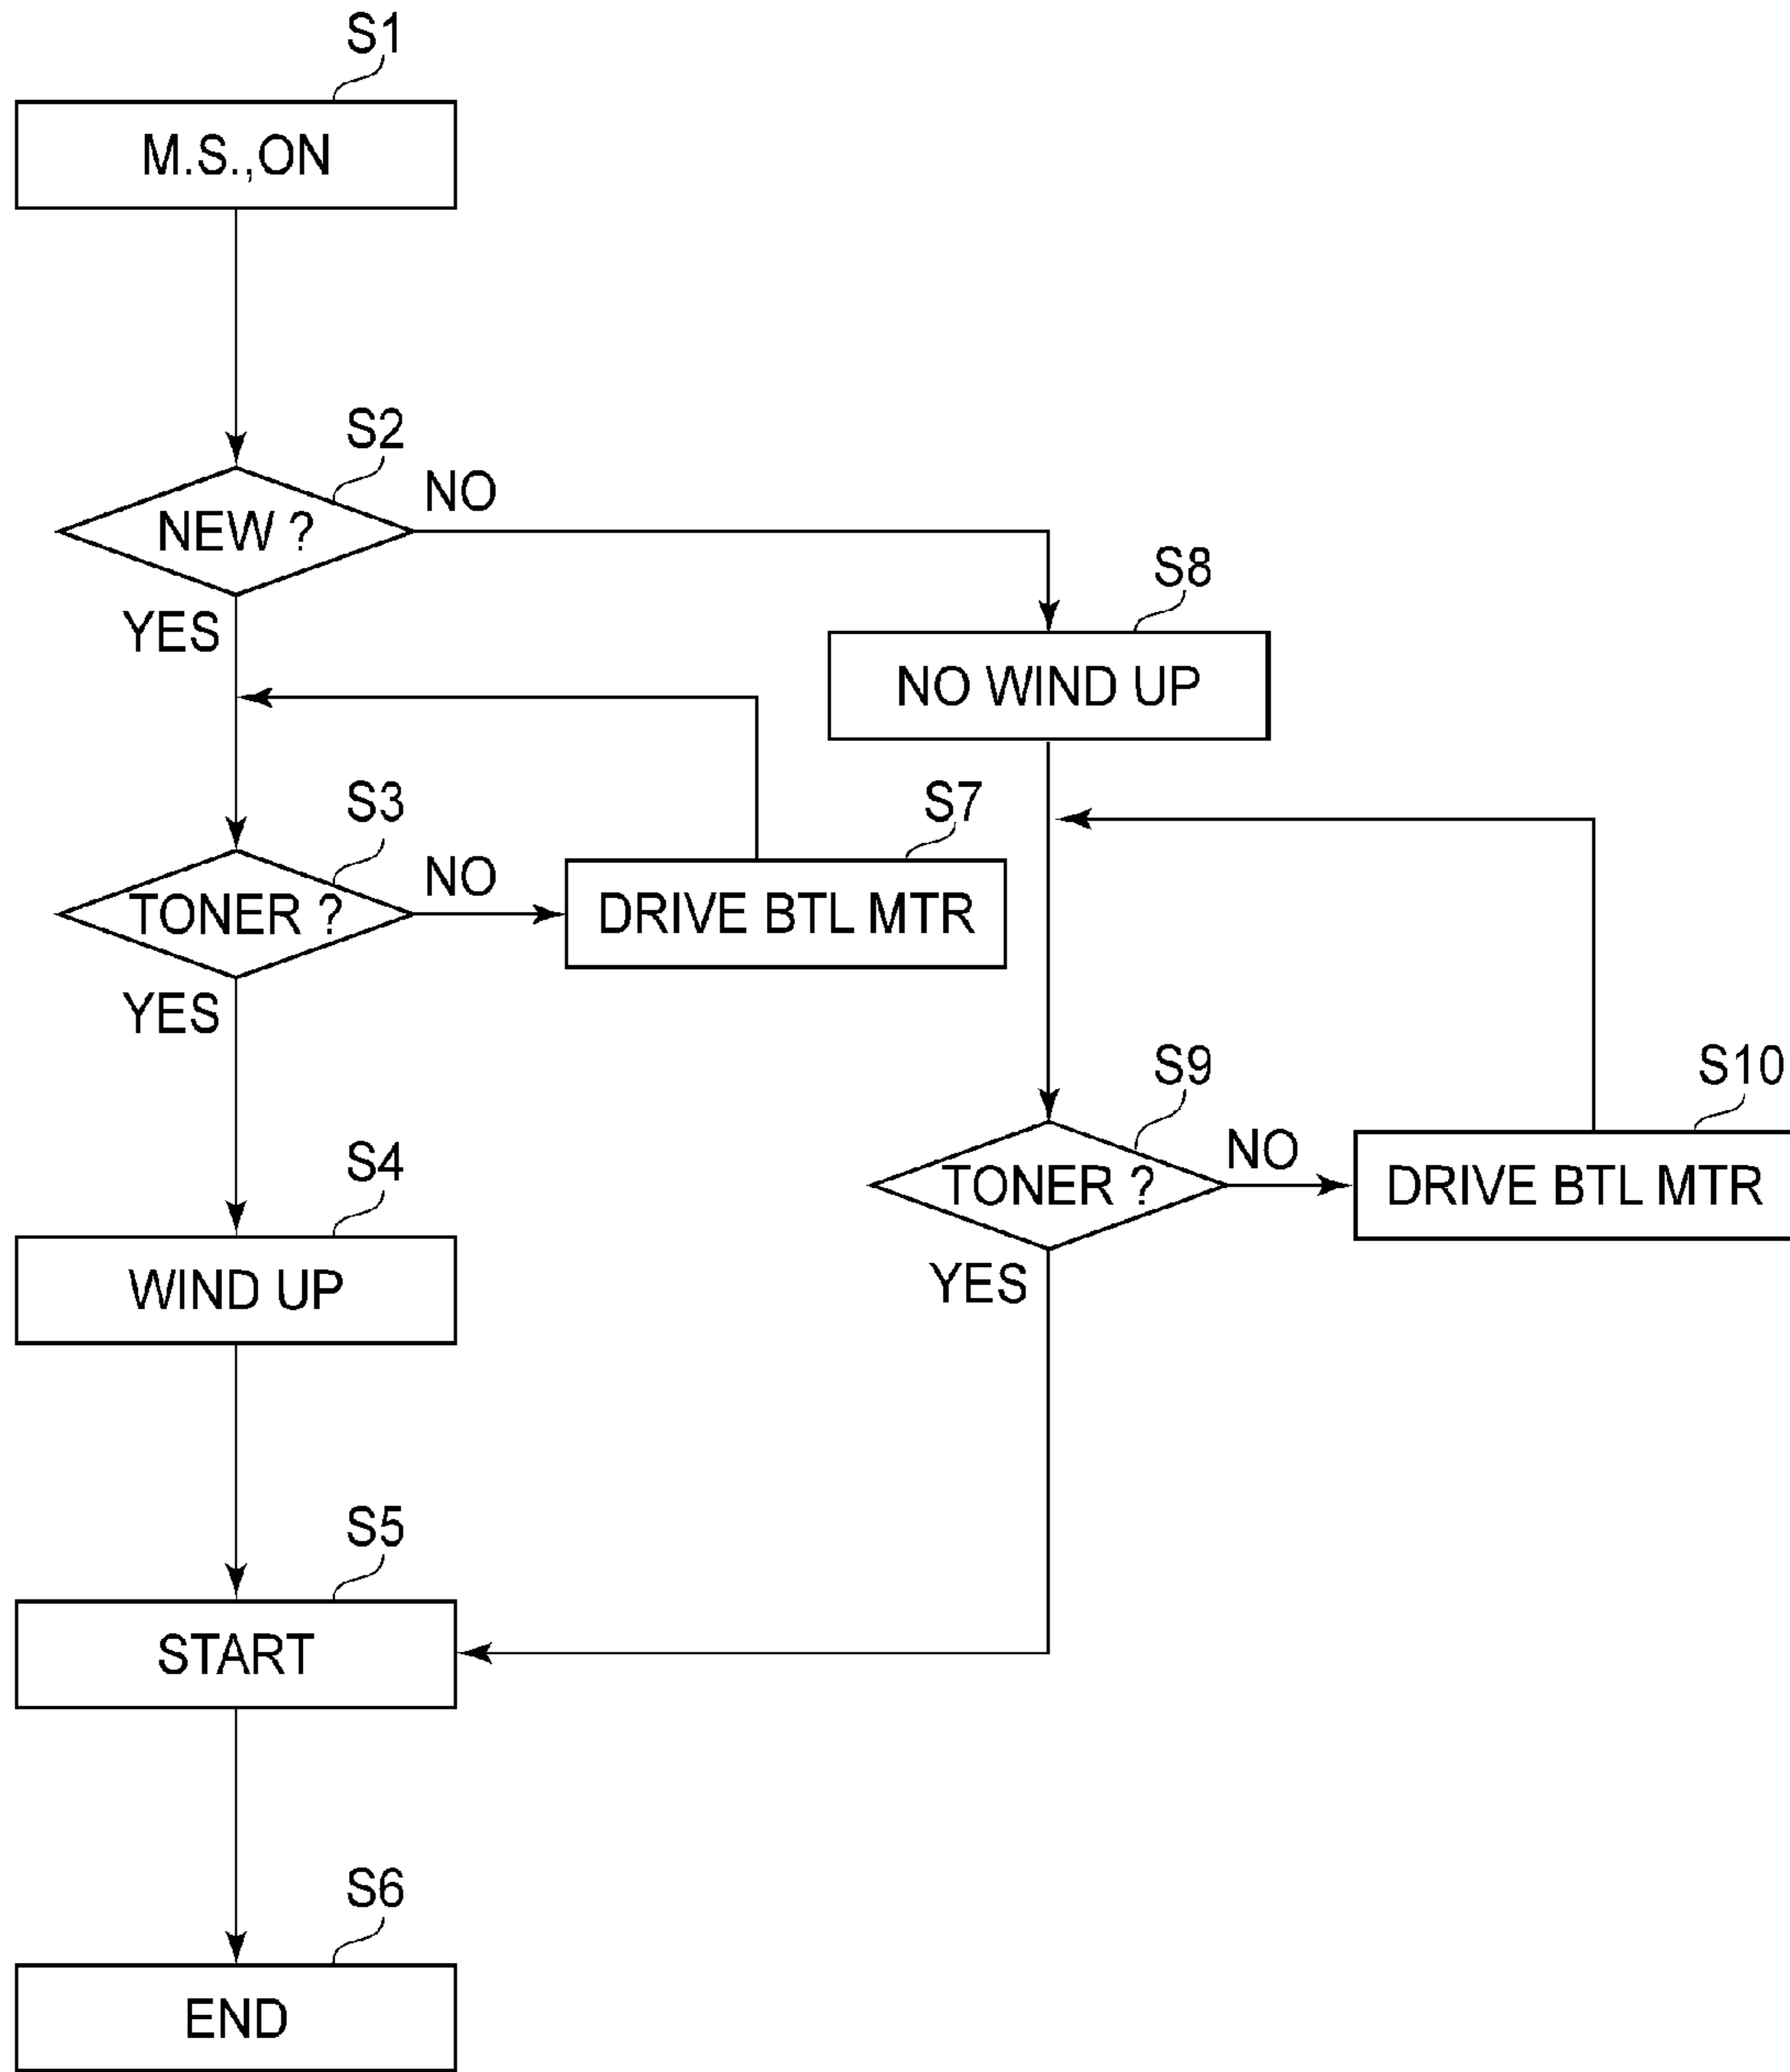 S1
M.S.,ON
S2
NEW ?
NO
YES
S8
NO WIND UP
S3
TONER ?
NO
YES
S7
DRIVE BTL MTR
S9
TONER ?
NO
YES
S10
DRIVE BTL MTR
S4
WIND UP
S5
START
S6
END